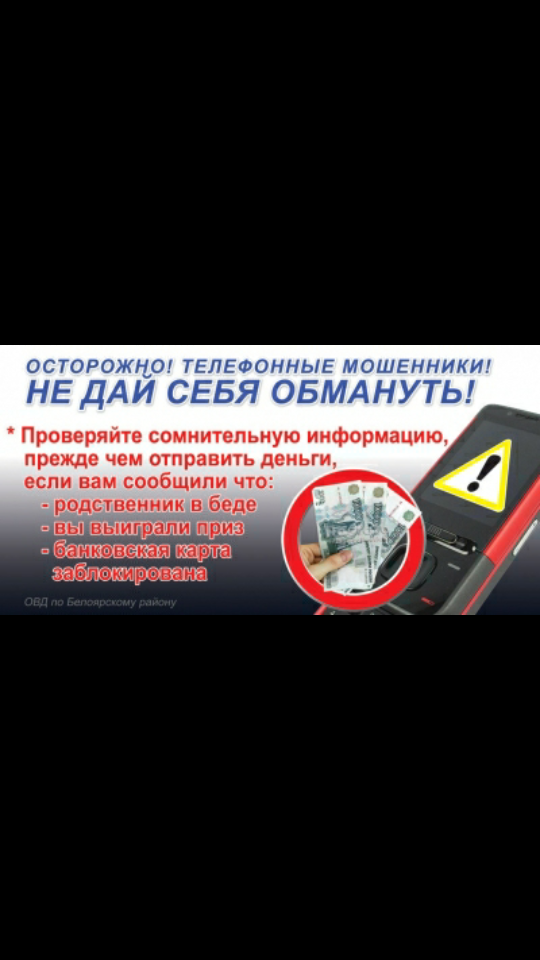 ОСТОРОЖНО! ТЕЛЕФОННЫЕ МОШЕННИКИ!
НЕ ДАЙ СЕБЯ ОБМАНУТЬ!
* Проверяйте сомнительную информацию,
прежде чем отправить деньги,
если вам сообщили что:
- родственник в беде
- вы выиграли приз
- банковская карта
заблокирована
ОВД по Белоярскому району